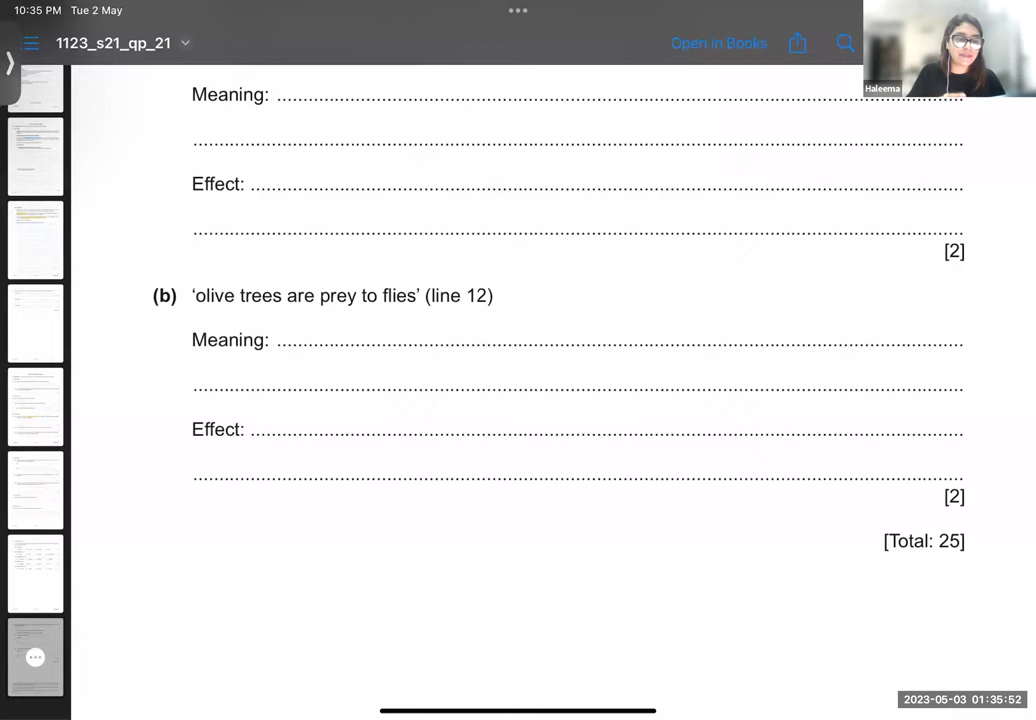 10:35 PM Tue 2 May
1123_s21_qp_21
Open in Books
Haleema
Meaning: ........................................................................................................................
........................................................................................................................
Effect: ........................................................................................................................
........................................................................................................................
[2]
(b) ‘olive trees are prey to flies’ (line 12)
Meaning: ........................................................................................................................
........................................................................................................................
Effect: ........................................................................................................................
........................................................................................................................
[2]
[Total: 25]
2023-05-03 01:35:52